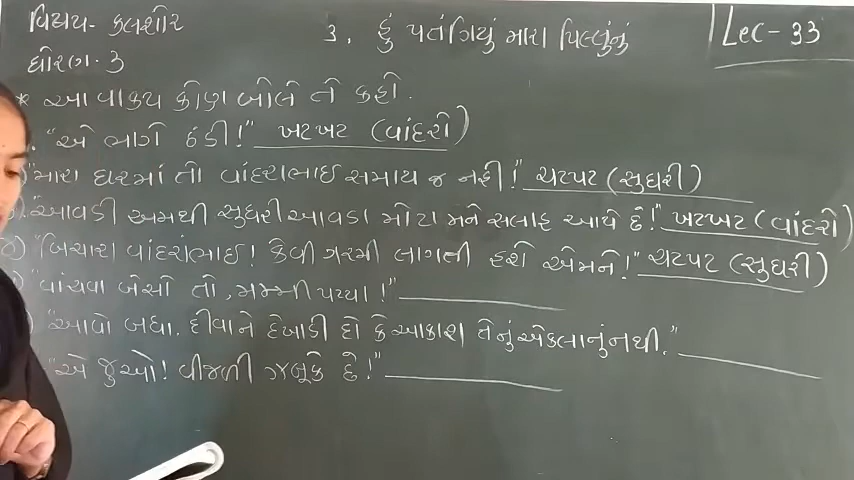 વિષય- કલશોર
3. હું પતંગિયું મારા પિલ્લુંનું
Lec - 33
ધોરણ- 3
* આ વાક્ય કોણ બોલે તે કહો.
"એ ભાગો ઠંડી!" ખટખટ (વાંદરો)
"મારા ઘરમાં તો વાંદરાભાઈ સમાય જ નહીં!" ચટપટ (સુઘરી)
"આવડી અમથી સુઘરી આવડા મોટા મને સલાહ આપે છે!" ખટખટ (વાંદરો)
"બિચારા વાંદરાભાઈ! કેવી ગરમી લાગતી હશે એમને!" ચટપટ (સુઘરી)
"વાંચવા બેસો તો, મમ્મી પપ્પા!"
"આવો બધા. દીવાને દેખાડી દો કે આકાશ તેનું એકલાનું નથી."
"એ જુઓ! વીજળી ઝબૂકે છે!"